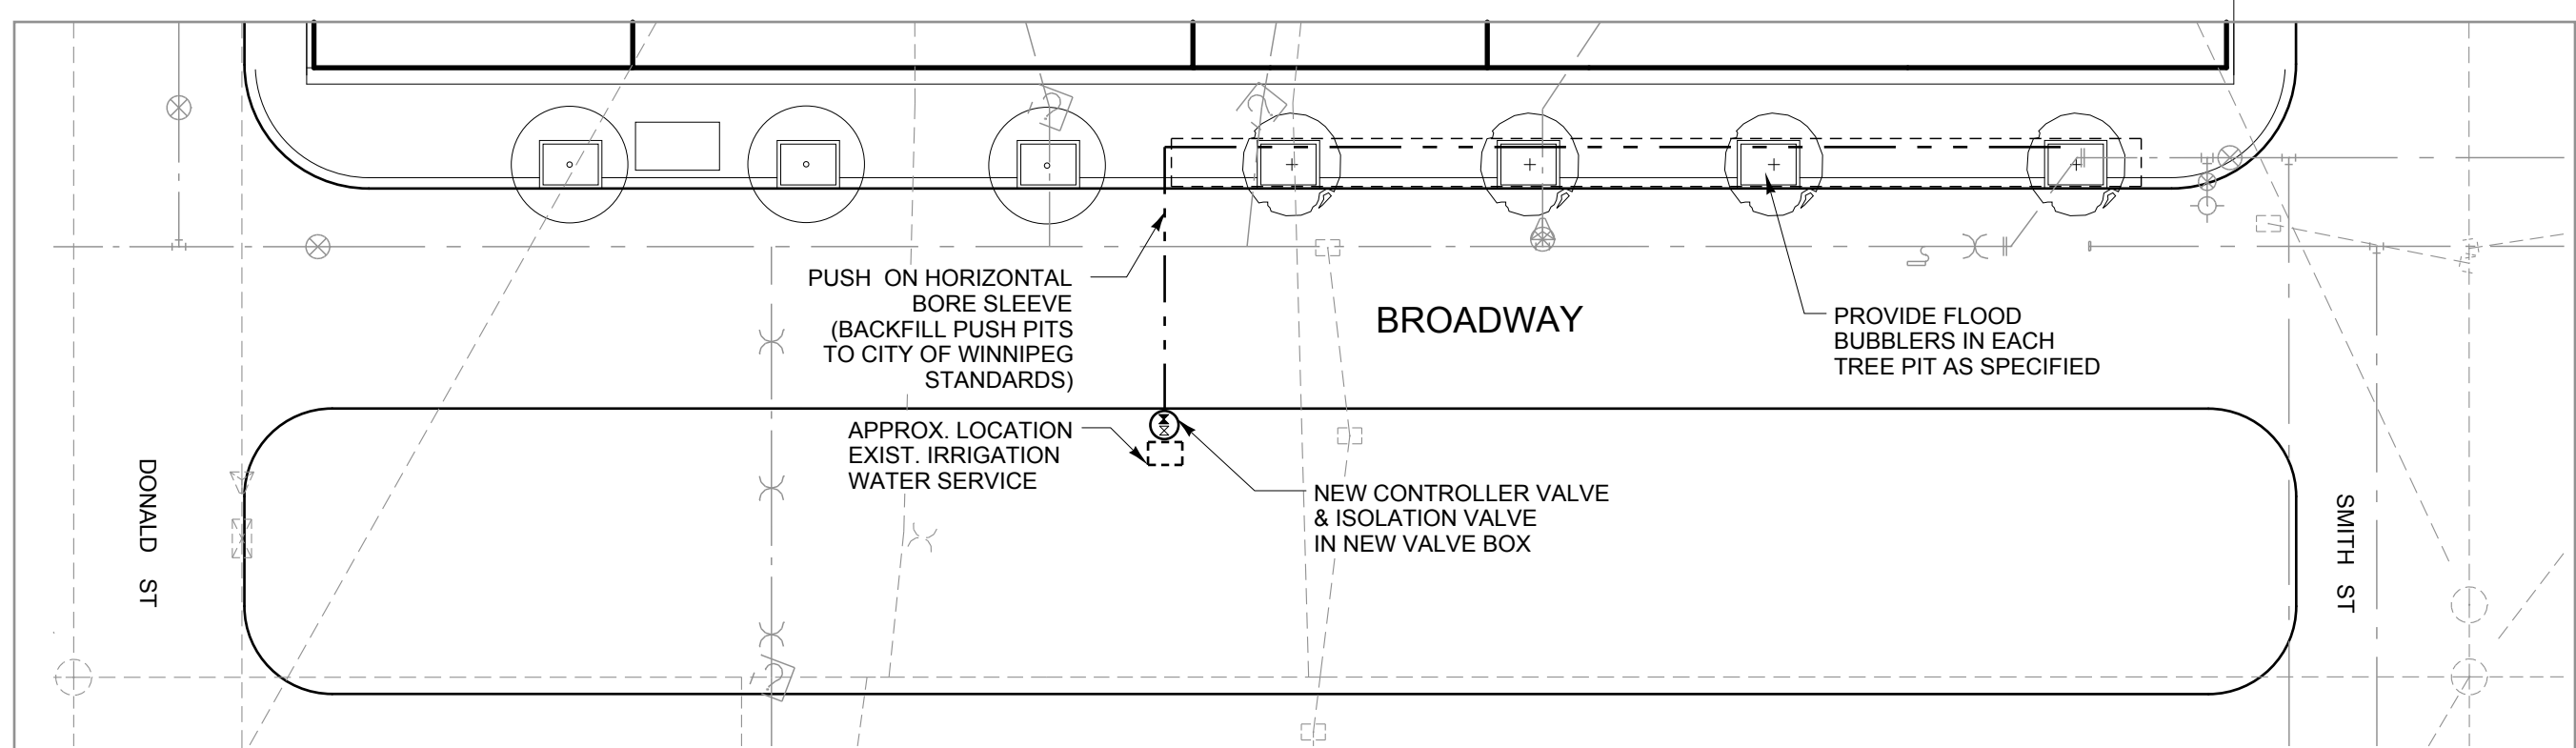 PUSH ON HORIZONTAL
BORE SLEEVE
(BACKFILL PUSH PITS
TO CITY OF WINNIPEG
STANDARDS)
BROADWAY
PROVIDE FLOOD
BUBBLERS IN EACH
TREE PIT AS SPECIFIED
APPROX. LOCATION
EXIST. IRRIGATION
WATER SERVICE
NEW CONTROLLER VALVE
& ISOLATION VALVE
IN NEW VALVE BOX
DONALD ST
SMITH ST
?
?
?